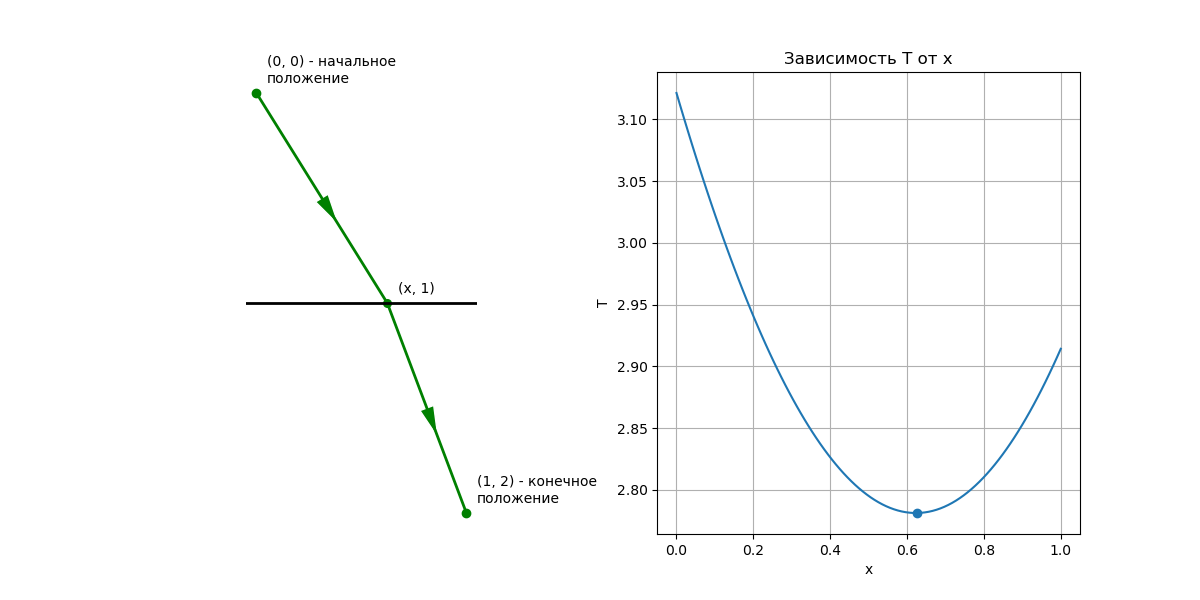 (0, 0) - начальное
положение
(x, 1)
(1, 2) - конечное
положение
Зависимость T от x
3.10
3.05
3.00
2.95
2.90
2.85
2.80
T
0.0 0.2 0.4 0.6 0.8 1.0
x